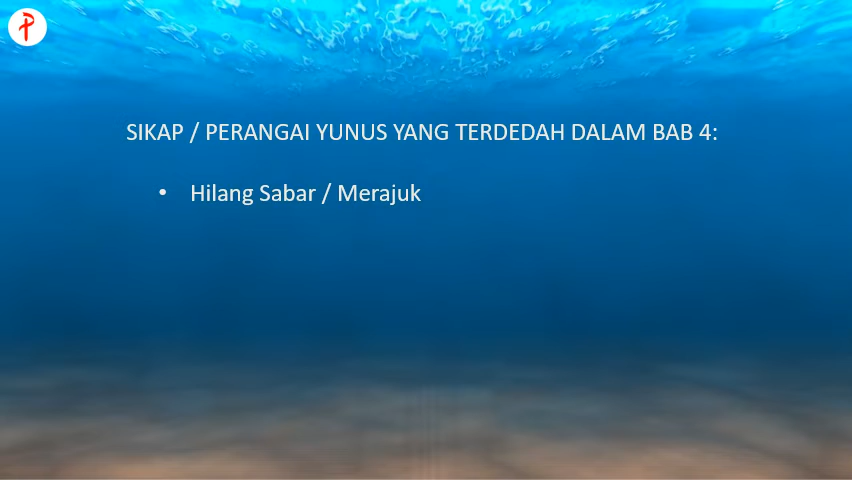 SIKAP / PERANGAI YUNUS YANG TERDEDAH DALAM BAB 4:
• Hilang Sabar / Merajuk